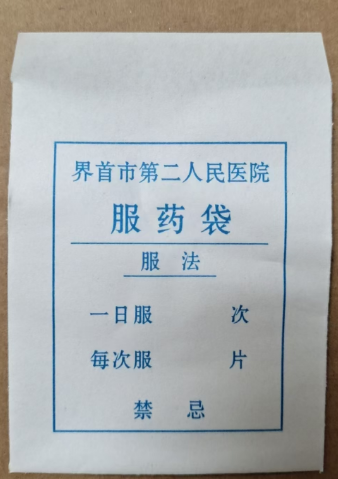 界首市第二人民医院
服药袋
服法
一日服 次
每次服 片
禁忌